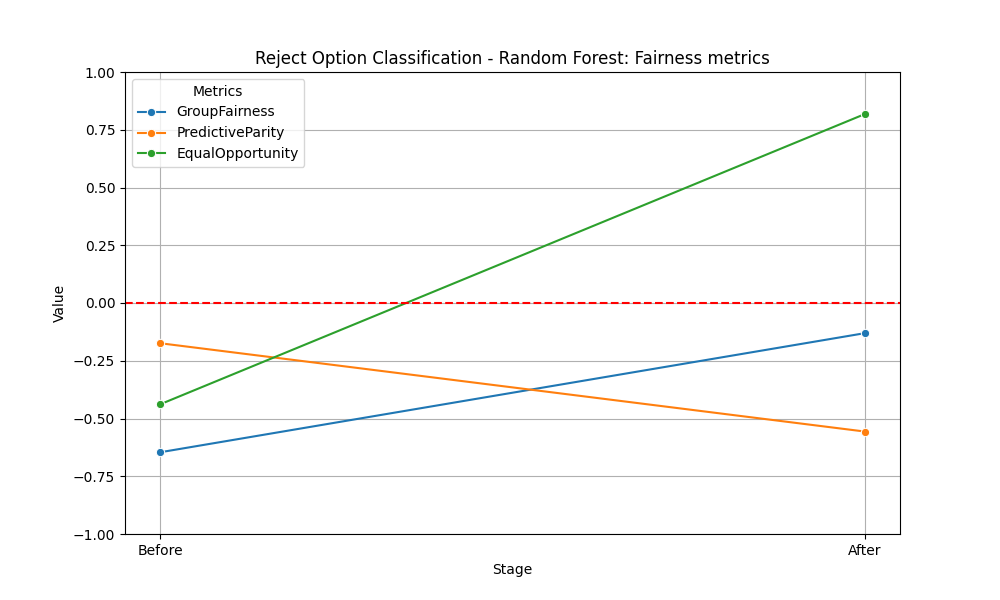 Reject Option Classification - Random Forest: Fairness metrics
Metrics
GroupFairness
PredictiveParity
EqualOpportunity
1.00
0.75
0.50
0.25
0.00
−0.25
−0.50
−0.75
−1.00
Value
Before
After
Stage